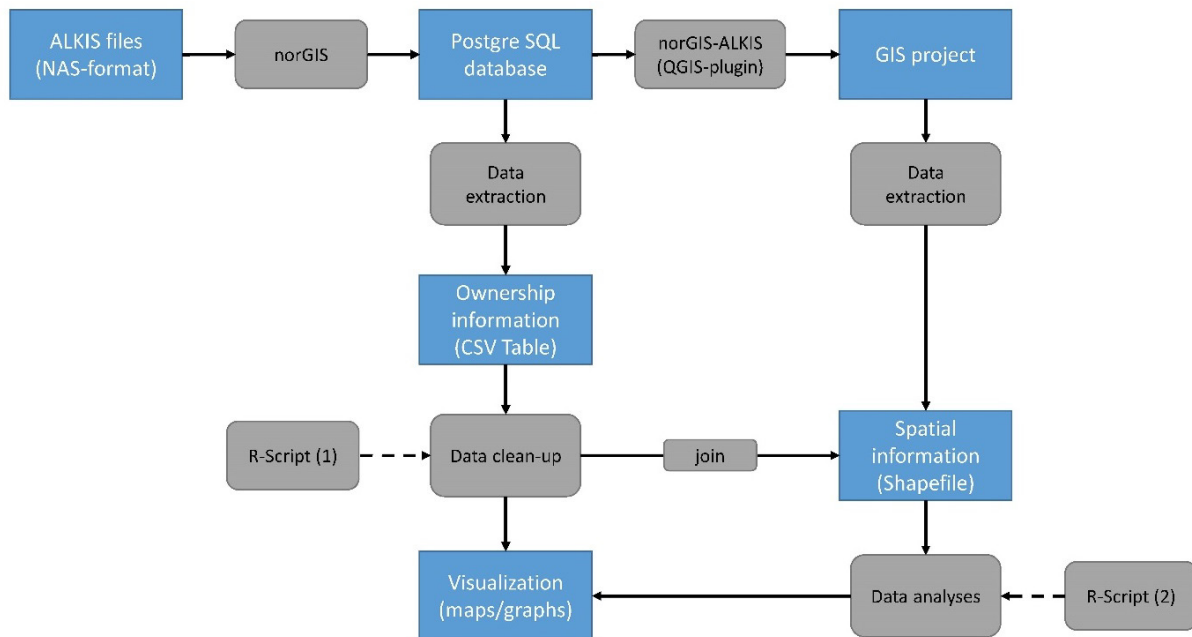 ALKIS files
(NAS-format)
norGIS
Postgre SQL
database
norGIS-ALKIS
(QGIS-plugin)
GIS project
Data
extraction
Data
extraction
Ownership
information
(CSV Table)
R-Script (1)
Data clean-up
join
Spatial
information
(Shapefile)
Visualization
(maps/graphs)
Data analyses
R-Script (2)